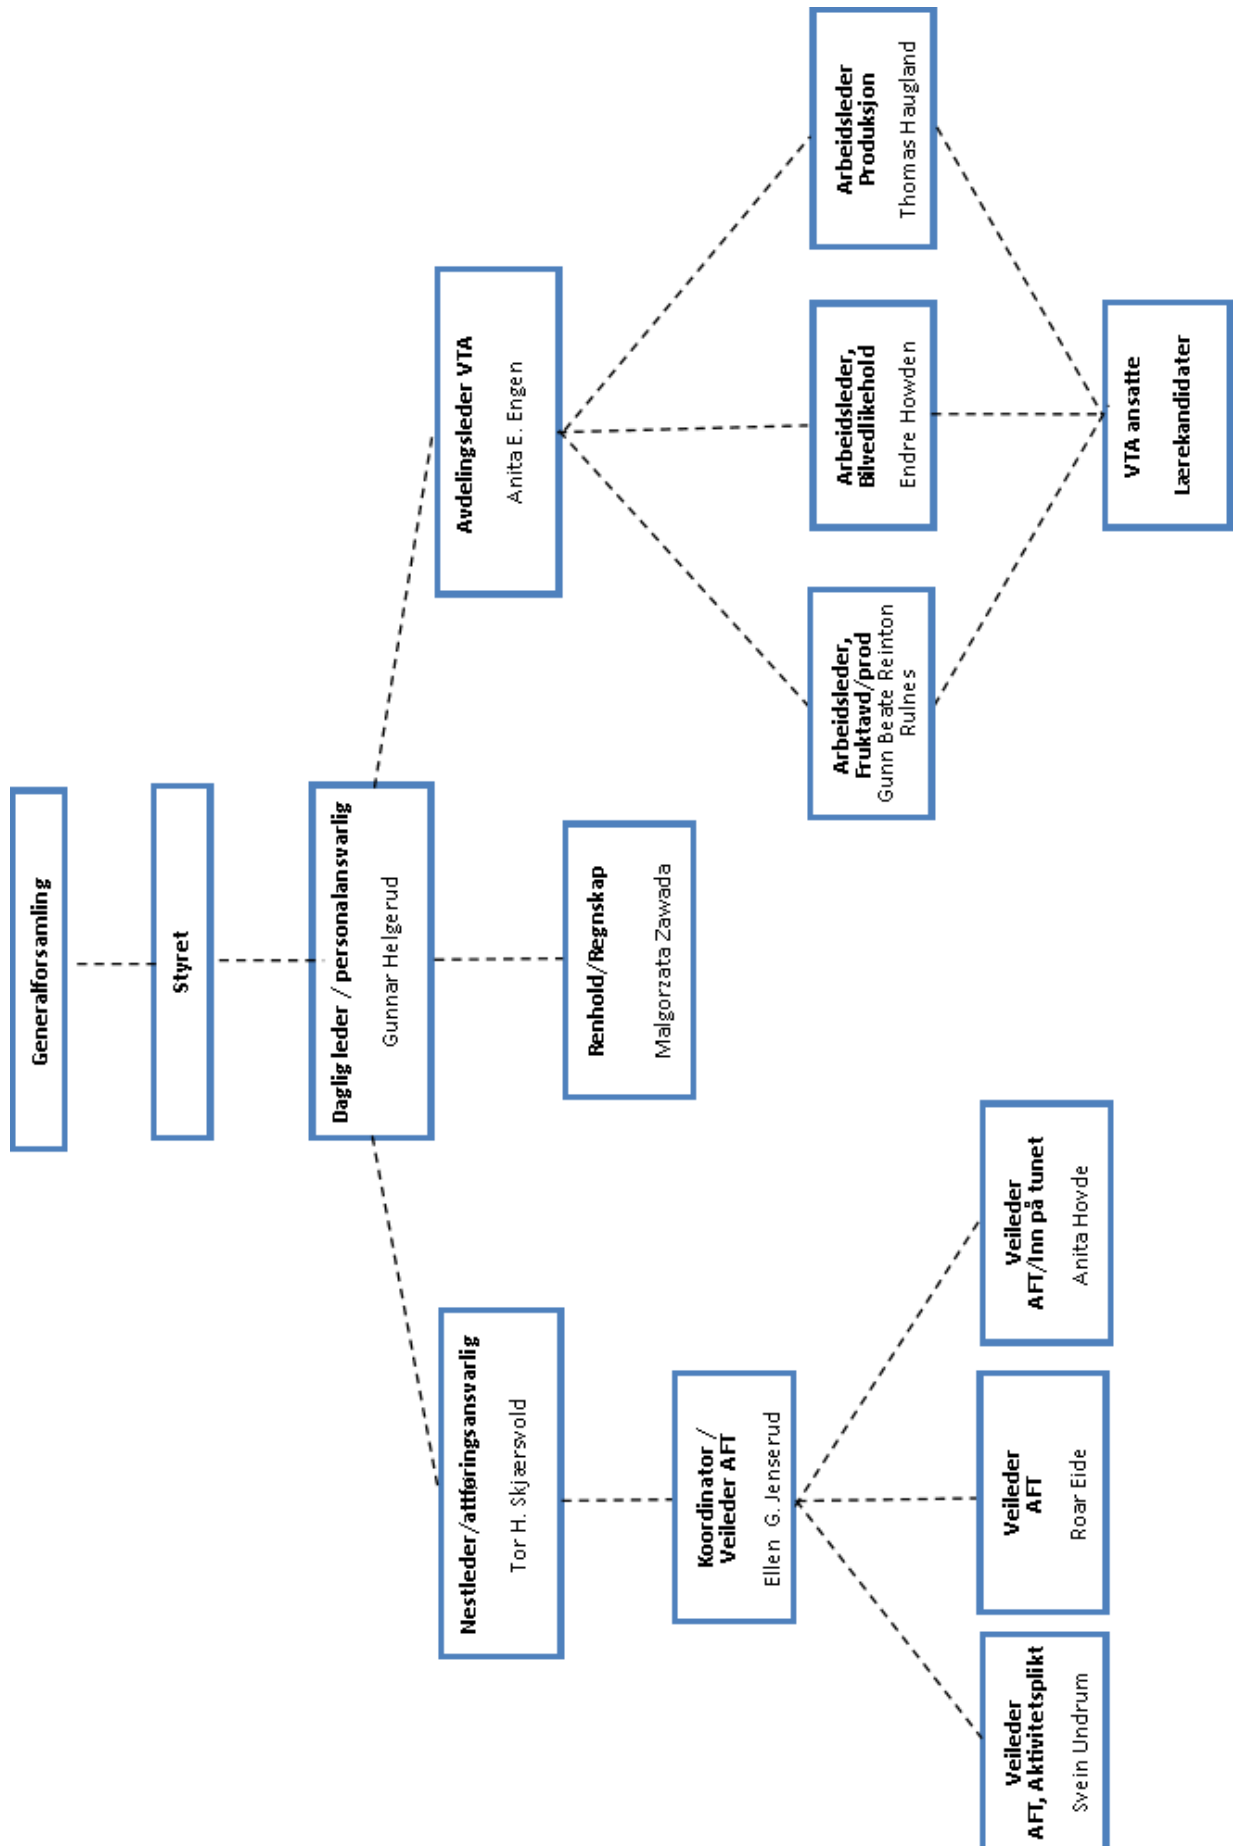 Generalforsamling
Styret
Daglig leder / personalansvarlig
Gunnar Helgerud
Nestleder/attføringsansvarlig
Tor H. Skjærsvold
Avdelingsleder VTA
Anita E. Engen
Renhold/Regnskap
Malgorzata Zawada
Koordinator /
Veileder AFT
Ellen G. Jenserud
Arbeidsleder,
Fruktavd/prod
Gunn Beate Reinton
Rulnes
Arbeidsleder,
Bilvedlikehold
Endre Howden
Arbeidsleder
Produksjon
Thomas Haugland
Veileder
AFT, Aktivitetsplikt
Svein Undrum
Veileder
AFT
Roar Eide
Veileder
AFT/Inn på tunet
Anita Hovde
VTA ansatte
Lærekandidater